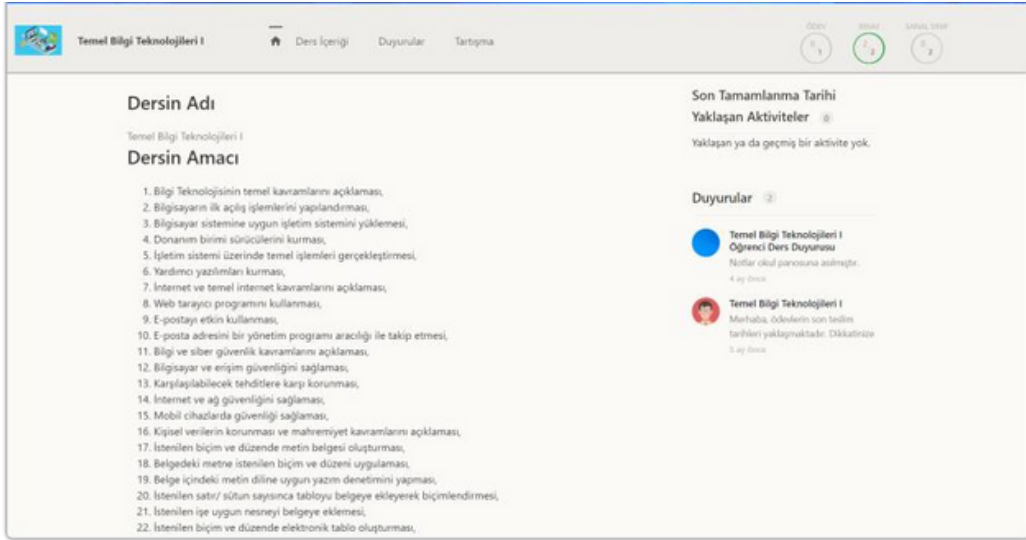 Temel Bilgi Teknolojileri I
Ders İçeriği
Duyurular
Tartışma
ÖDEV
SINAV
SANAL SINIF
1
2
2
2
Dersin Adı
Temel Bilgi Teknolojileri I
Dersin Amacı
1. Bilgi Teknolojisinin temel kavramlarını açıklaması,
2. Bilgisayarın ilk açılış işlemlerini yapılandırması,
3. Bilgisayar sistemine uygun işletim sistemini yüklemesi,
4. Donanım birimi sürücülerini kurması,
5. İşletim sistemi üzerinde temel işlemleri gerçekleştirmesi,
6. Yardımcı yazılımları kurması,
7. İnternet ve temel internet kavramlarını açıklaması,
8. Web tarayıcı programını kullanması,
9. E-postayı etkin kullanması,
10. E-posta adresini bir yönetim programı aracılığı ile takip etmesi,
11. Bilgi ve siber güvenlik kavramlarını açıklaması,
12. Bilgisayar ve erişim güvenliğini sağlaması,
13. Karşılaşılabilecek tehditlere karşı korunması,
14. İnternet ve ağ güvenliğini sağlaması,
15. Mobil cihazlarda güvenliği sağlaması,
16. Kişisel verilerin korunması ve mahremiyet kavramlarını açıklaması,
17. İstenilen biçim ve düzende metin belgesi oluşturması,
18. Belgedeki metne istenilen biçim ve düzeni uygulaması,
19. Belge içindeki metin diline uygun yazım denetimini yapması,
20. İstenilen satır/ sütun sayısınca tabloyu belgeye ekleyerek biçimlendirmesi,
21. İstenilen işe uygun nesneyi belgeye eklemesi,
22. İstenilen biçim ve düzende elektronik tablo oluşturması,
Son Tamamlanma Tarihi
Yaklaşan Aktiviteler 0
Yaklaşan ya da geçmiş bir aktivite yok.
Duyurular 2
Temel Bilgi Teknolojileri I
Öğrenci Ders Duyurusu
Notlar okul panosuna asılmıştır.
4 ay önce
Temel Bilgi Teknolojileri I
Merhaba, ödevlerin son teslim
tarihleri yaklaşmaktadır. Dikkatinize
5 ay önce